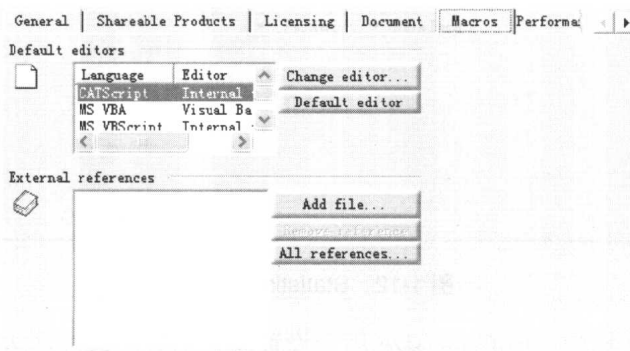 General | Shareable Products | Licensing | Document | Macros | Performa
Default editors
Language Editor
CATScript Internal
MS VBA Visual Ba
MS VBScript Internal
Change editor...
Default editor
External references
Add file...
Remove reference
All references...